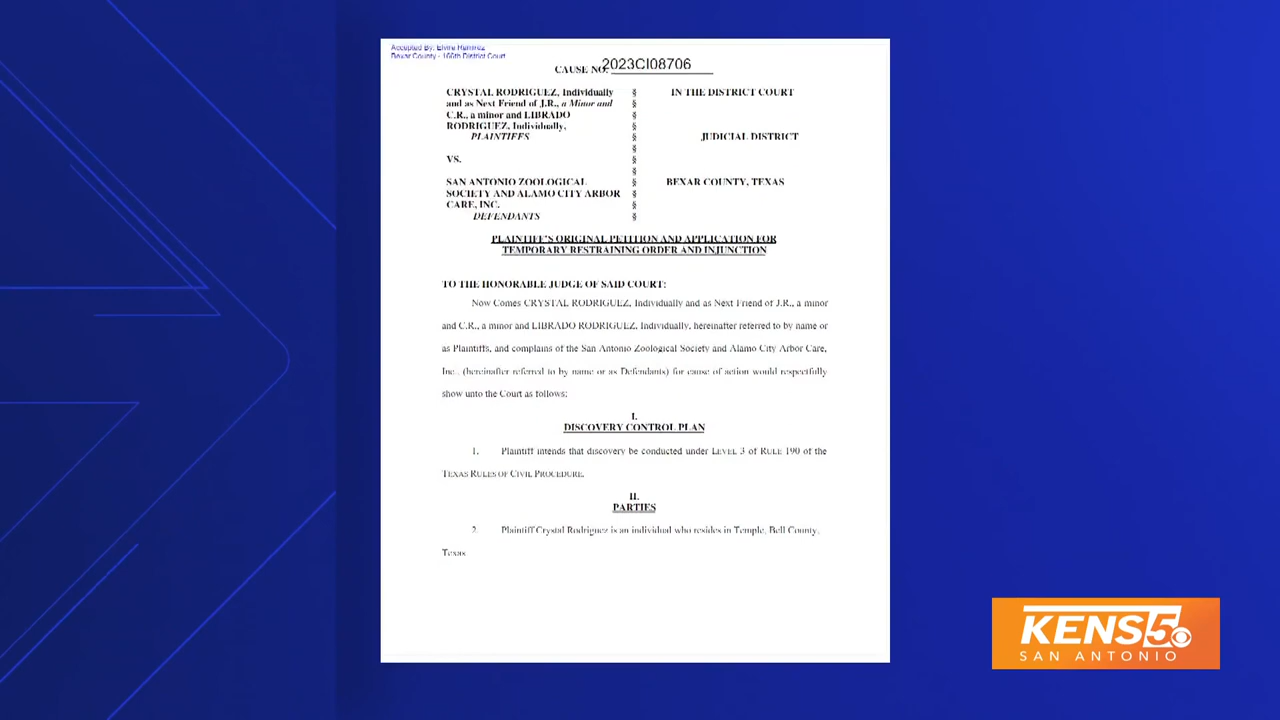 Accepted By: Elvire Ramirez
Bexar County - 166th District Court
CAUSE NO. 2023CI08706
CRYSTAL RODRIGUEZ, Individually § IN THE DISTRICT COURT
and as Next Friend of J.R., a Minor and §
C.R., a minor and LIBRADO §
RODRIGUEZ, Individually, §
PLAINTIFFS § JUDICIAL DISTRICT
§
VS. §
§
SAN ANTONIO ZOOLOGICAL § BEXAR COUNTY, TEXAS
SOCIETY AND ALAMO CITY ARBOR §
CARE, INC. §
DEFENDANTS §
PLAINTIFF'S ORIGINAL PETITION AND APPLICATION FOR
TEMPORARY RESTRAINING ORDER AND INJUNCTION
TO THE HONORABLE JUDGE OF SAID COURT:
Now Comes CRYSTAL RODRIGUEZ, Individually and as Next Friend of J.R., a minor
and C.R., a minor and LIBRADO RODRIGUEZ, Individually, hereinafter referred to by name or
as Plaintiffs, and complains of the San Antonio Zoological Society and Alamo City Arbor Care,
Inc., (hereinafter referred to by name or as Defendants) for cause of action would respectfully
show unto the Court as follows:
I.
DISCOVERY CONTROL PLAN
1. Plaintiff intends that discovery be conducted under LEVEL 3 of RULE 190 of the
TEXAS RULES OF CIVIL PROCEDURE.
II.
PARTIES
2. Plaintiff Crystal Rodriguez is an individual who resides in Temple, Bell County,
Texas
KENS 5
SAN ANTONIO